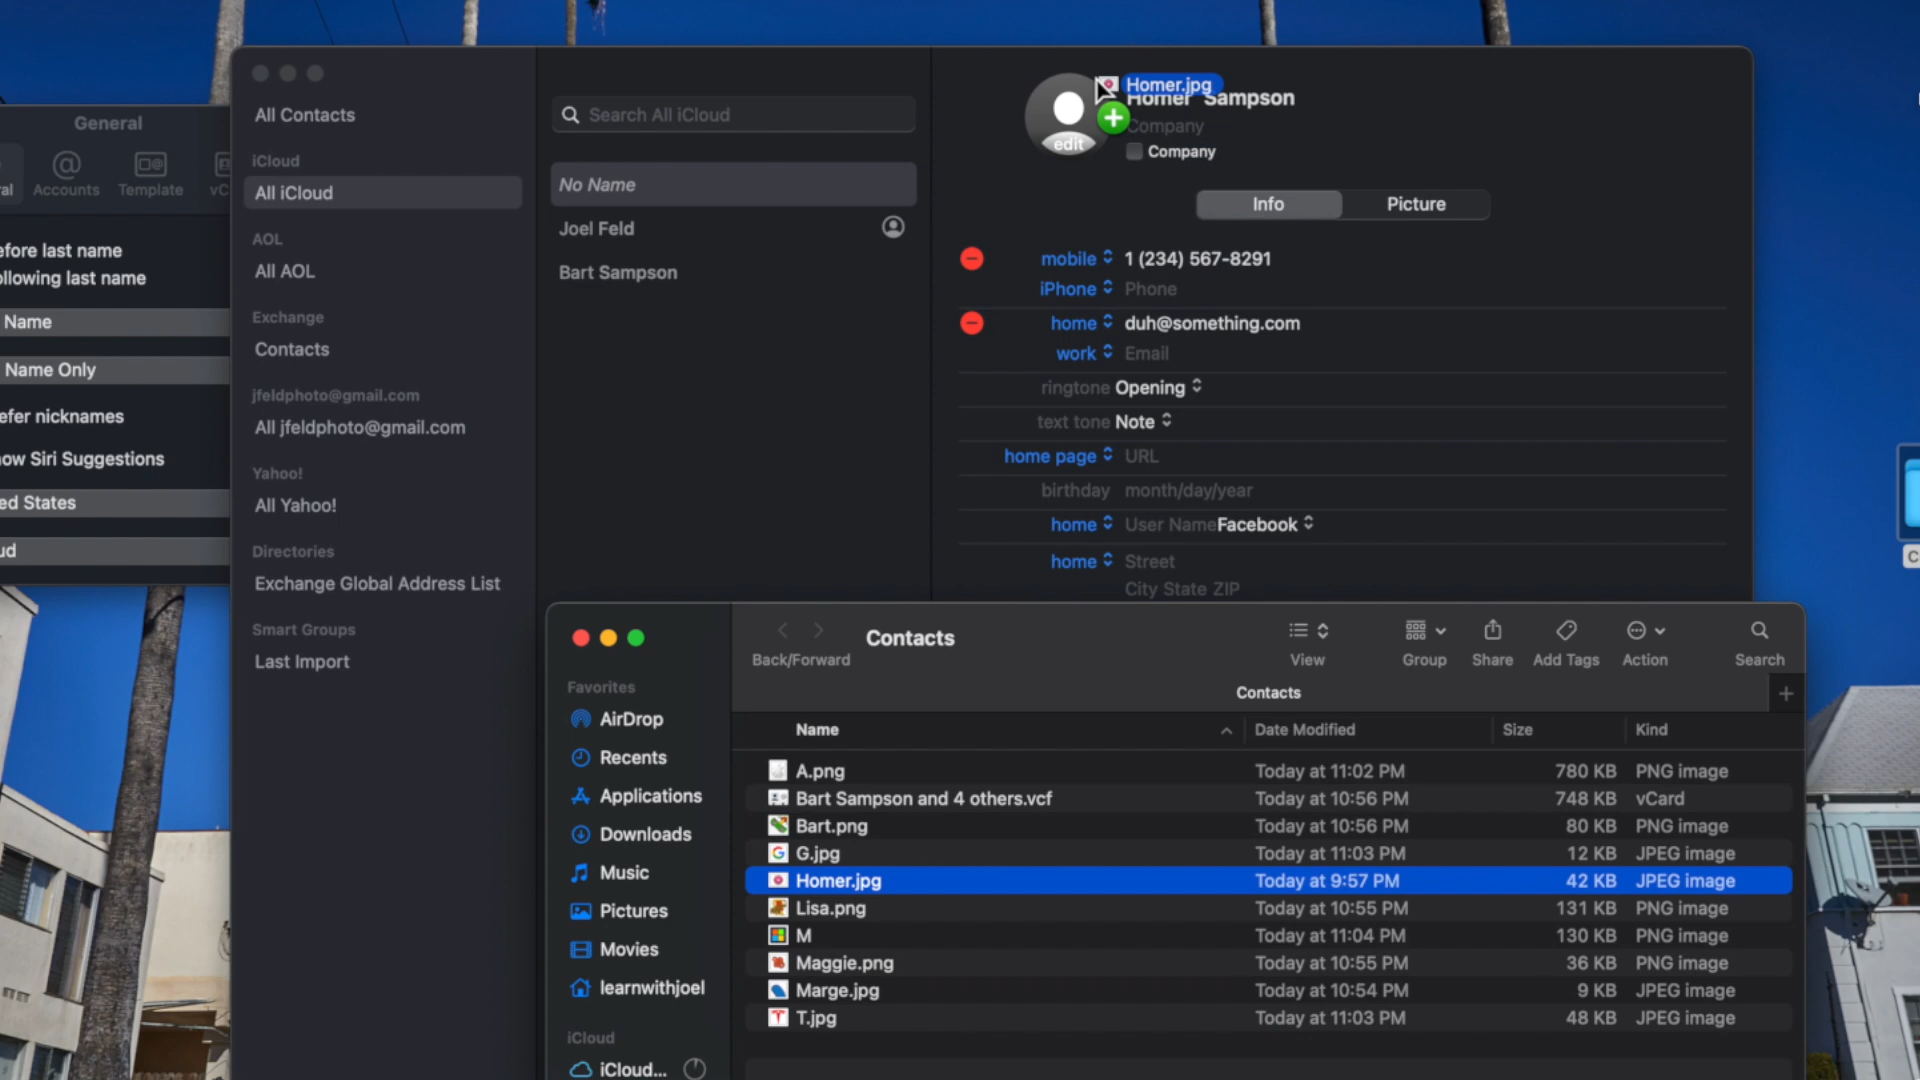 General
al
Accounts
Template
vC
efore last name
llowing last name
Name
Name Only
efer nicknames
ow Siri Suggestions
ed States
ud
All Contacts
iCloud
All iCloud
AOL
All AOL
Exchange
Contacts
jfeldphoto@gmail.com
All jfeldphoto@gmail.com
Yahoo!
All Yahoo!
Directories
Exchange Global Address List
Smart Groups
Last Import
Search All iCloud
No Name
Joel Feld
Bart Sampson
Homer.jpg
edit
Homer Sampson
Company
Company
Info Picture
mobile 1 (234) 567-8291
iPhone Phone
home duh@something.com
work Email
ringtone Opening
text tone Note
home page URL
birthday month/day/year
home User Name Facebook
home Street
City State ZIP
Back/Forward
Contacts
View
Group
Share
Add Tags
Action
Search
Contacts
Favorites
AirDrop
Recents
Applications
Downloads
Music
Pictures
Movies
learnwithjoel
iCloud
iCloud...
Name Date Modified Size Kind
A.png Today at 11:02 PM 780 KB PNG image
Bart Sampson and 4 others.vcf Today at 10:56 PM 748 KB vCard
Bart.png Today at 10:56 PM 80 KB PNG image
G.jpg Today at 11:03 PM 12 KB JPEG image
Homer.jpg Today at 9:57 PM 42 KB JPEG image
Lisa.png Today at 10:55 PM 131 KB PNG image
M Today at 11:04 PM 130 KB PNG image
Maggie.png Today at 10:55 PM 36 KB PNG image
Marge.jpg Today at 10:54 PM 9 KB JPEG image
T.jpg Today at 11:03 PM 48 KB JPEG image
C